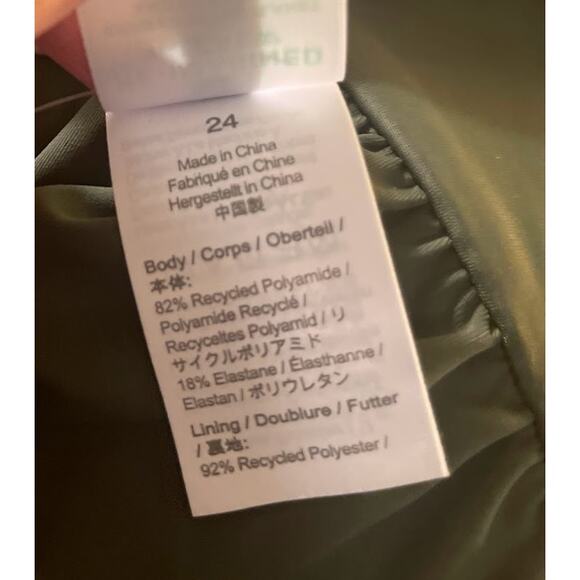 24
Made in China
Fabriqué en Chine
Hergestellt in China
中国製
Body / Corps / Oberteil /
本体:
82% Recycled Polyamide /
Polyamide Recyclé /
Recyceltes Polyamid / リ
サイクルポリアミド
18% Elastane / Élasthanne /
Elastan / ポリウレタン
Lining / Doublure / Futter
/ 裏地:
92% Recycled Polyester /